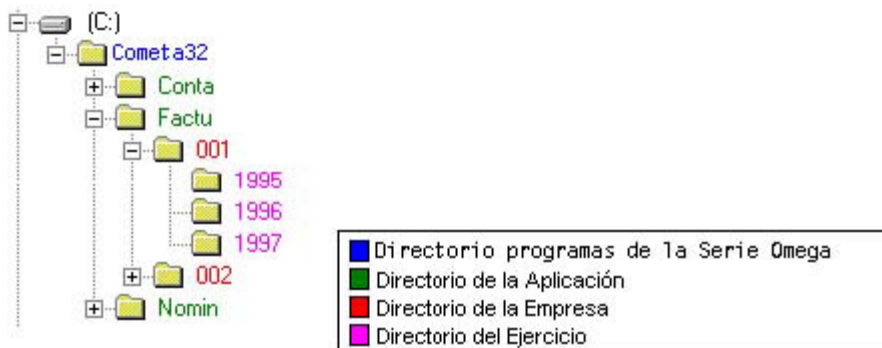 (C:)
Cometa32
Conta
Factu
001
1995
1996
1997
002
Nomin
Directorio programas de la Serie Omega
Directorio de la Aplicación
Directorio de la Empresa
Directorio del Ejercicio